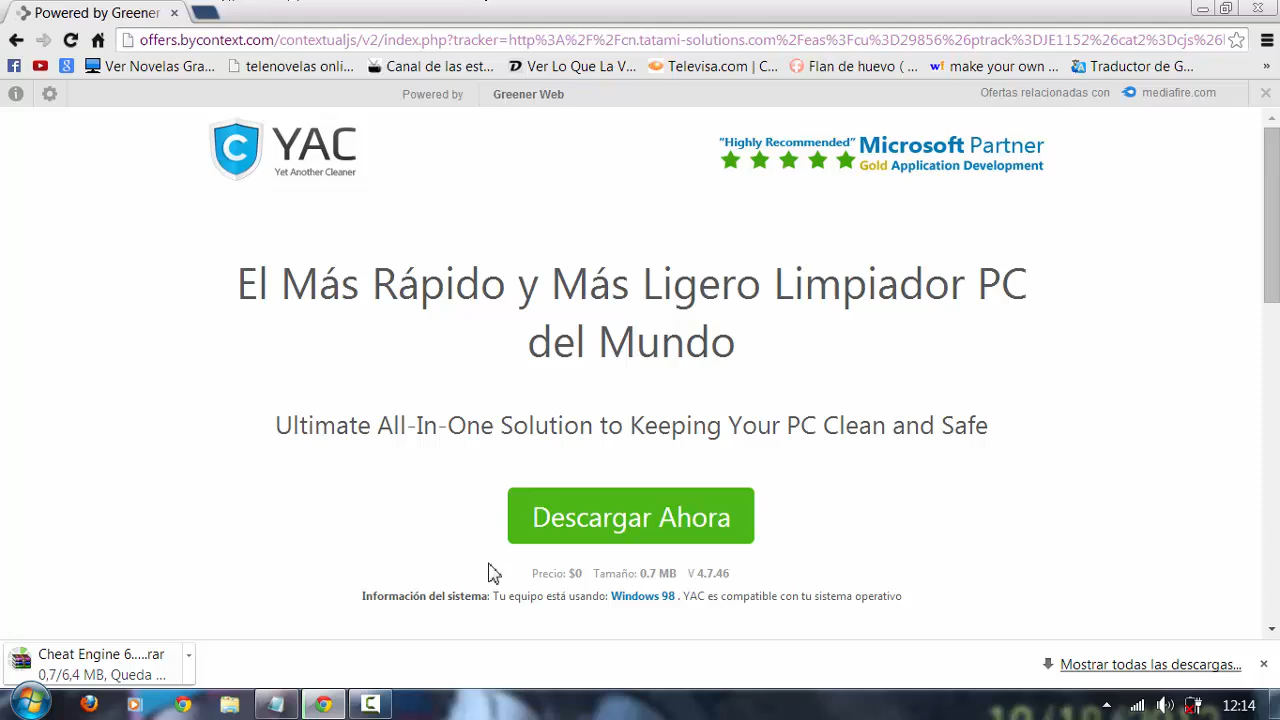 Powered by Greener
offers.bycontext.com/contextualjs/v2/index.php?tracker=http%3A%2F%2Fcn.tatami-solutions.com%2Feas%3Fcu%3D29856%26ptrack%3DJE1152%26cat2%3Dcjs%26
Ver Novelas Gra... telenovelas onli... Canal de las est... Ver Lo Que La V... Televisa.com | C... Flan de huevo ( ... make your own ... Traductor de G... »
Powered by Greener Web Ofertas relacionadas con mediafire.com
YAC
Yet Another Cleaner
"Highly Recommended" Microsoft Partner
Gold Application Development
El Más Rápido y Más Ligero Limpiador PC
del Mundo
Ultimate All-In-One Solution to Keeping Your PC Clean and Safe
Descargar Ahora
Precio: $0 Tamaño: 0.7 MB V 4.7.46
Información del sistema: Tu equipo está usando: Windows 98 . YAC es compatible con tu sistema operativo
Cheat Engine 6.....rar
0,7/6,4 MB, Queda ...
Mostrar todas las descargas...
12:14